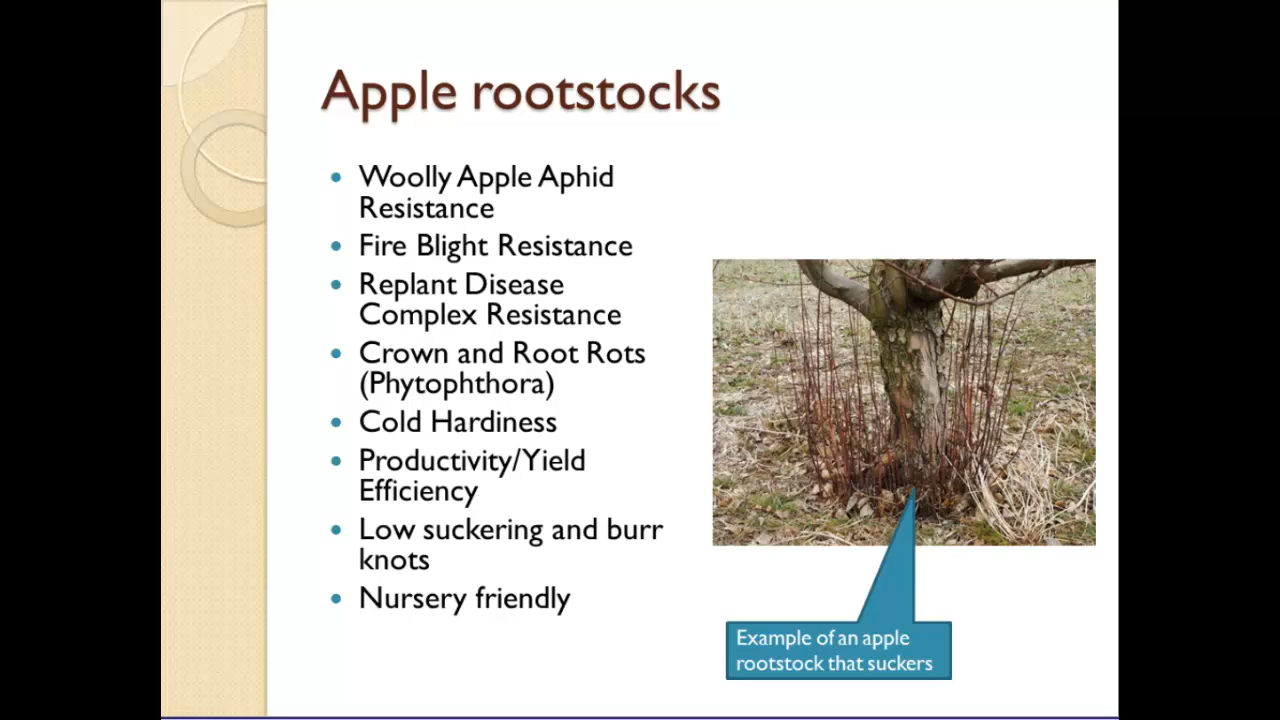 Apple rootstocks
• Woolly Apple Aphid
Resistance
• Fire Blight Resistance
• Replant Disease
Complex Resistance
• Crown and Root Rots
(Phytophthora)
• Cold Hardiness
• Productivity/Yield
Efficiency
• Low suckering and burr
knots
• Nursery friendly
Example of an apple
rootstock that suckers